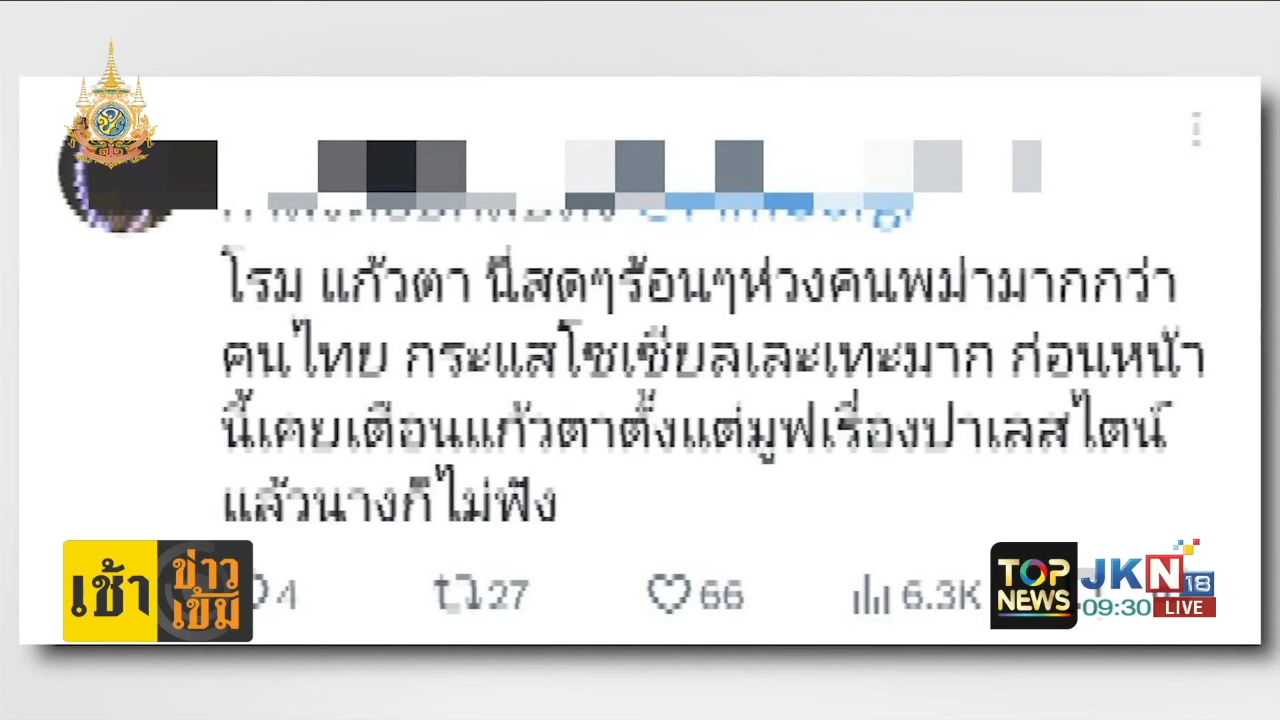 โรม แก้วตา นี่สดๆร้อนๆห่วงคนพม่ามากกว่า
คนไทย กระแสโซเชียลเละเทะมาก ก่อนหน้า
นี้เคยเตือนแก้วตาตั้งแต่มูฟเรื่องปาเลสไตน์
แล้วนางก็ไม่ฟัง
4 27 66 6.3K
เช้า ข่าว
เข้ม
TOP
NEWS
JKN 18
09:30 LIVE